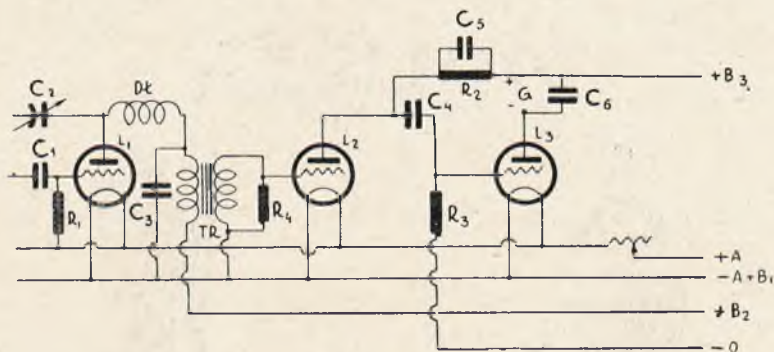 C5
C2
Dł
R2
+
-
G
C4
C6
+B3
C1
L1
L2
L3
C3
R1
R4
R3
TR
+A
-A+B1
+B2
-0